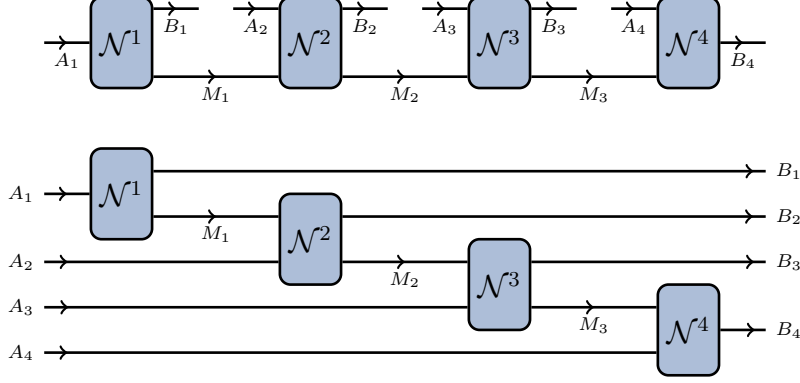 𝒩¹ B₁ A₂ 𝒩² B₂ A₃ 𝒩³ B₃ A₄ 𝒩⁴
A₁ M₁ M₂ M₃ B₄
𝒩¹ B₁
A₁
M₁ 𝒩² B₂
A₂ M₂ 𝒩³ B₃
A₃ M₃ 𝒩⁴ B₄
A₄